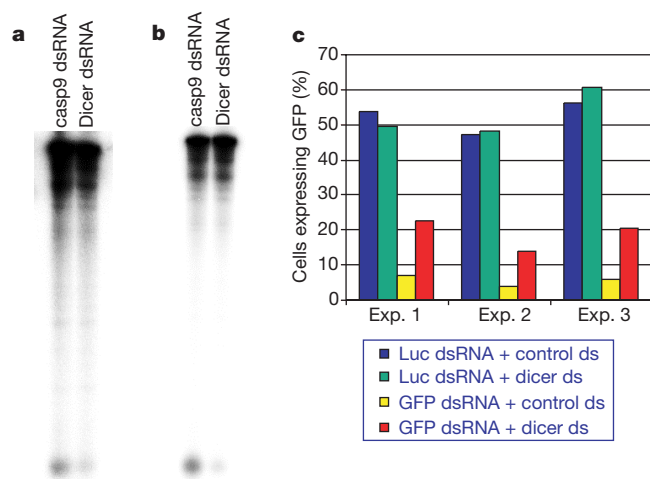 a
casp9 dsRNA
Dicer dsRNA
b
casp9 dsRNA
Dicer dsRNA
c
Cells expressing GFP (%)
70
60
50
40
30
20
10
0
Exp. 1 Exp. 2 Exp. 3
Luc dsRNA + control ds
Luc dsRNA + dicer ds
GFP dsRNA + control ds
GFP dsRNA + dicer ds